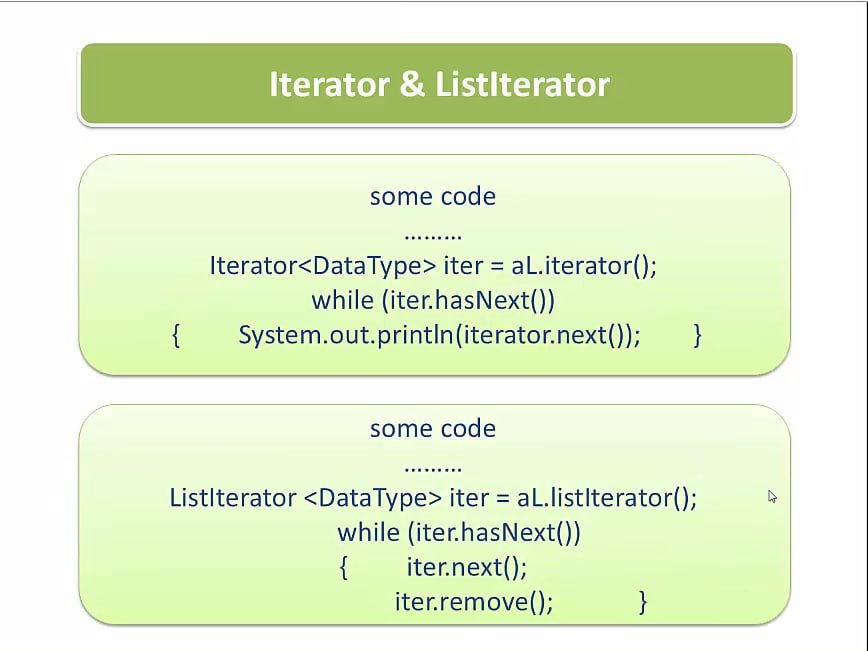 Iterator & ListIterator
some code
.........
Iterator<DataType> iter = aL.iterator();
while (iter.hasNext())
{ System.out.println(iterator.next()); }
some code
.........
ListIterator <DataType> iter = aL.listIterator();
while (iter.hasNext())
{ iter.next();
iter.remove(); }